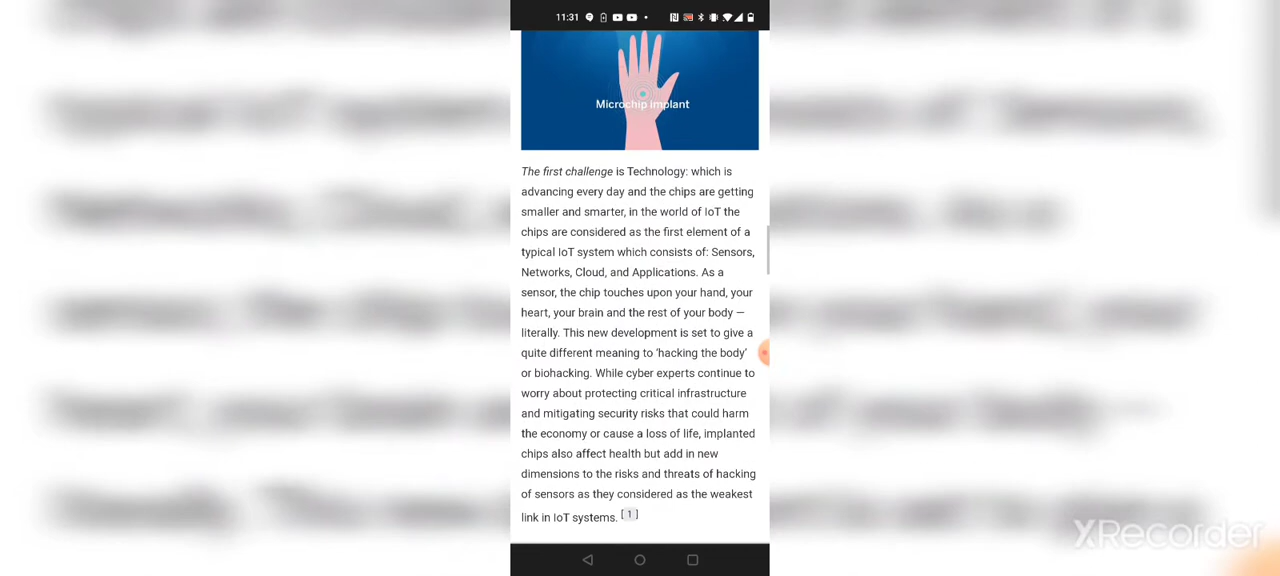 11:31
Microchip Implant
The first challenge is Technology: which is
advancing every day and the chips are getting
smaller and smarter, in the world of IoT the
chips are considered as the first element of a
typical IoT system which consists of: Sensors,
Networks, Cloud, and Applications. As a
sensor, the chip touches upon your hand, your
heart, your brain and the rest of your body —
literally. This new development is set to give a
quite different meaning to ‘hacking the body’
or biohacking. While cyber experts continue to
worry about protecting critical infrastructure
and mitigating security risks that could harm
the economy or cause a loss of life, implanted
chips also affect health but add in new
dimensions to the risks and threats of hacking
of sensors as they considered as the weakest
link in IoT systems. [ 1 ]
XRecorder